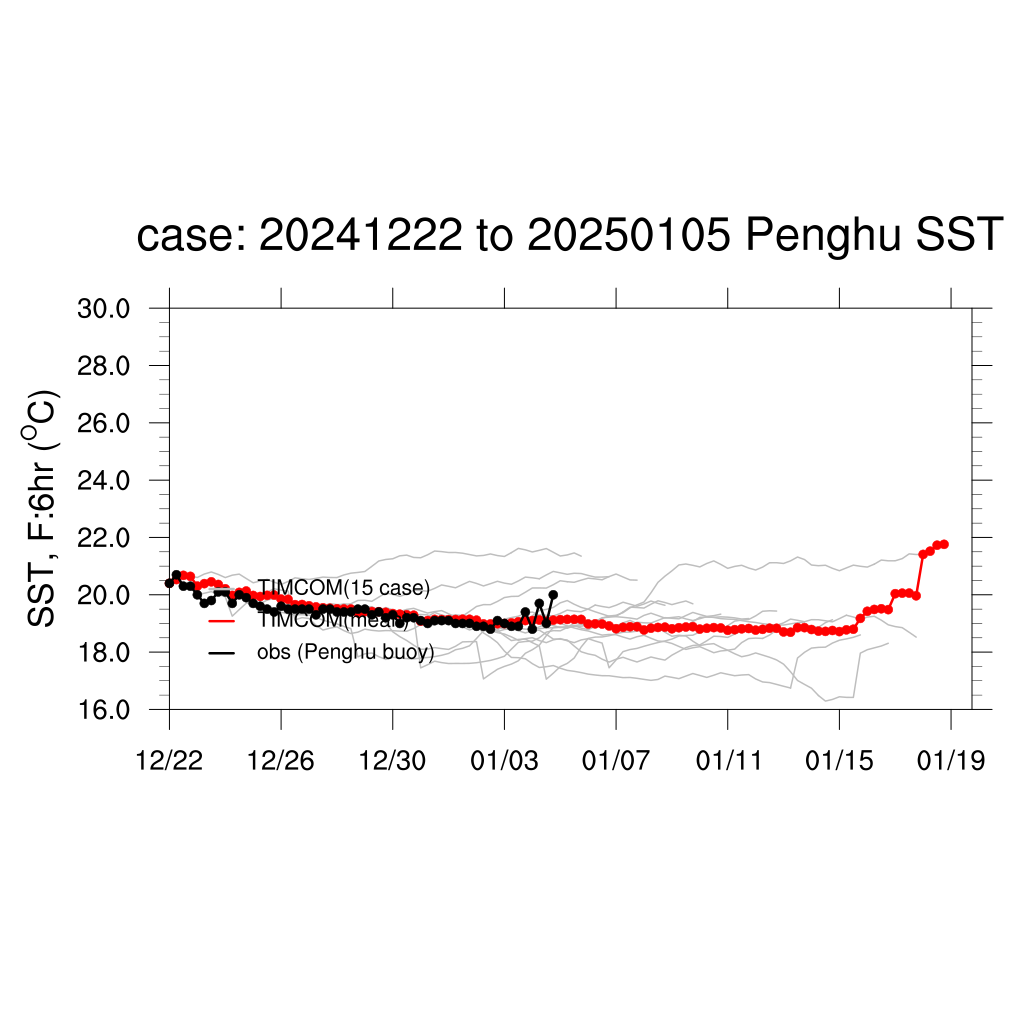 case: 20241222 to 20250105 Penghu SST
SST, F:6hr (°C)
30.0
28.0
26.0
24.0
22.0
20.0
18.0
16.0
TIMCOM(15 case)
TIMCOM(mean)
obs (Penghu buoy)
12/22 12/26 12/30 01/03 01/07 01/11 01/15 01/19